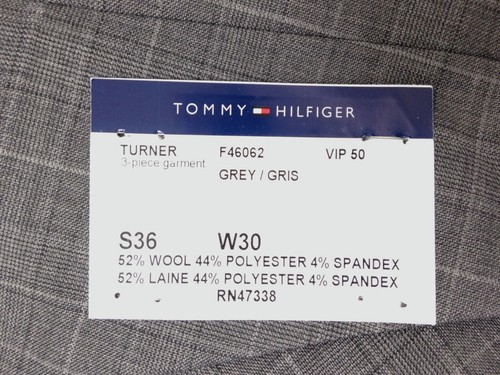 TOMMY HILFIGER
TURNER F46062 VIP 50
3-piece garment
GREY / GRIS
S36 W30
52% WOOL 44% POLYESTER 4% SPANDEX
52% LAINE 44% POLYESTER 4% SPANDEX
RN47338